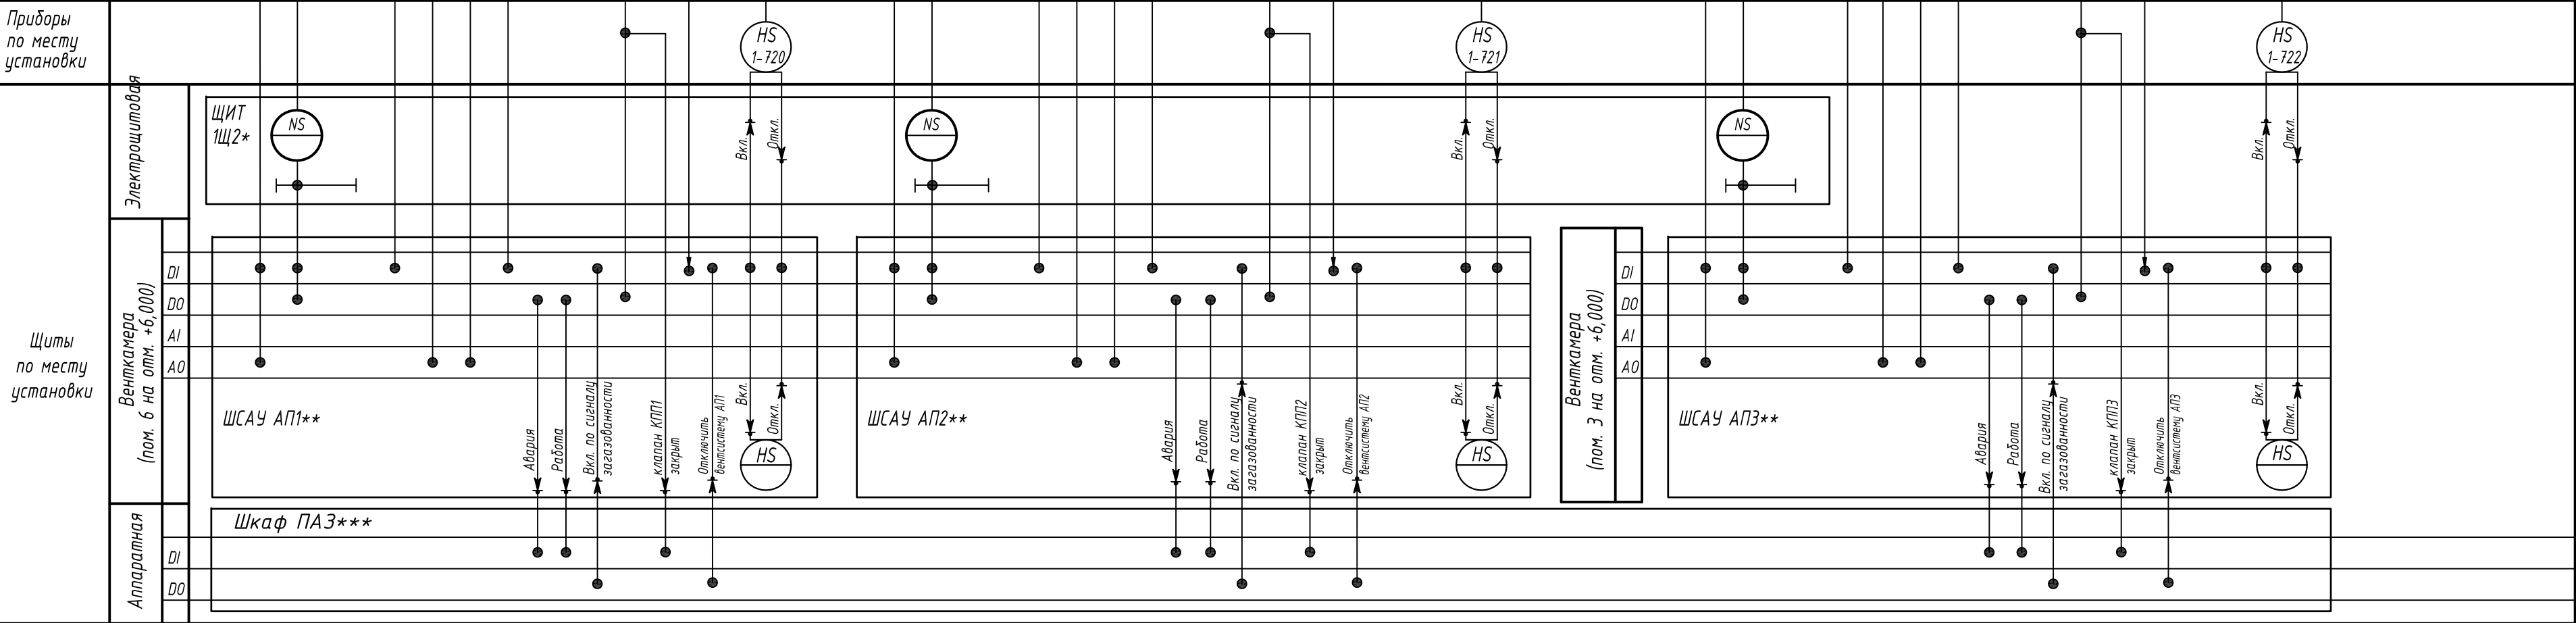 Приборы
по месту
установки
HS
1-720
HS
1-721
HS
1-722
Щиты
по месту
установки
Электрощитовая
ЩИТ
1Щ2*
NS
NS
NS
Вкл.
Откл.
Вкл.
Откл.
Вкл.
Откл.
Венткамера
(пом. 6 на отм. +6,000)
DI
DO
AI
AO
ШСАУ АП1**
Авария
Работа
Вкл. по сигналу
загазованности
клапан КПП1
закрыт
Отключить
вентсистему АП1
Вкл.
Откл.
HS
ШСАУ АП2**
Авария
Работа
Вкл. по сигналу
загазованности
клапан КПП2
закрыт
Отключить
вентсистему АП2
Вкл.
Откл.
HS
Венткамера
(пом. 3 на отм. +6,000)
DI
DO
AI
AO
ШСАУ АП3**
Авария
Работа
Вкл. по сигналу
загазованности
клапан КПП3
закрыт
Отключить
вентсистему АП3
Вкл.
Откл.
HS
Аппаратная
Шкаф ПАЗ***
DI
DO